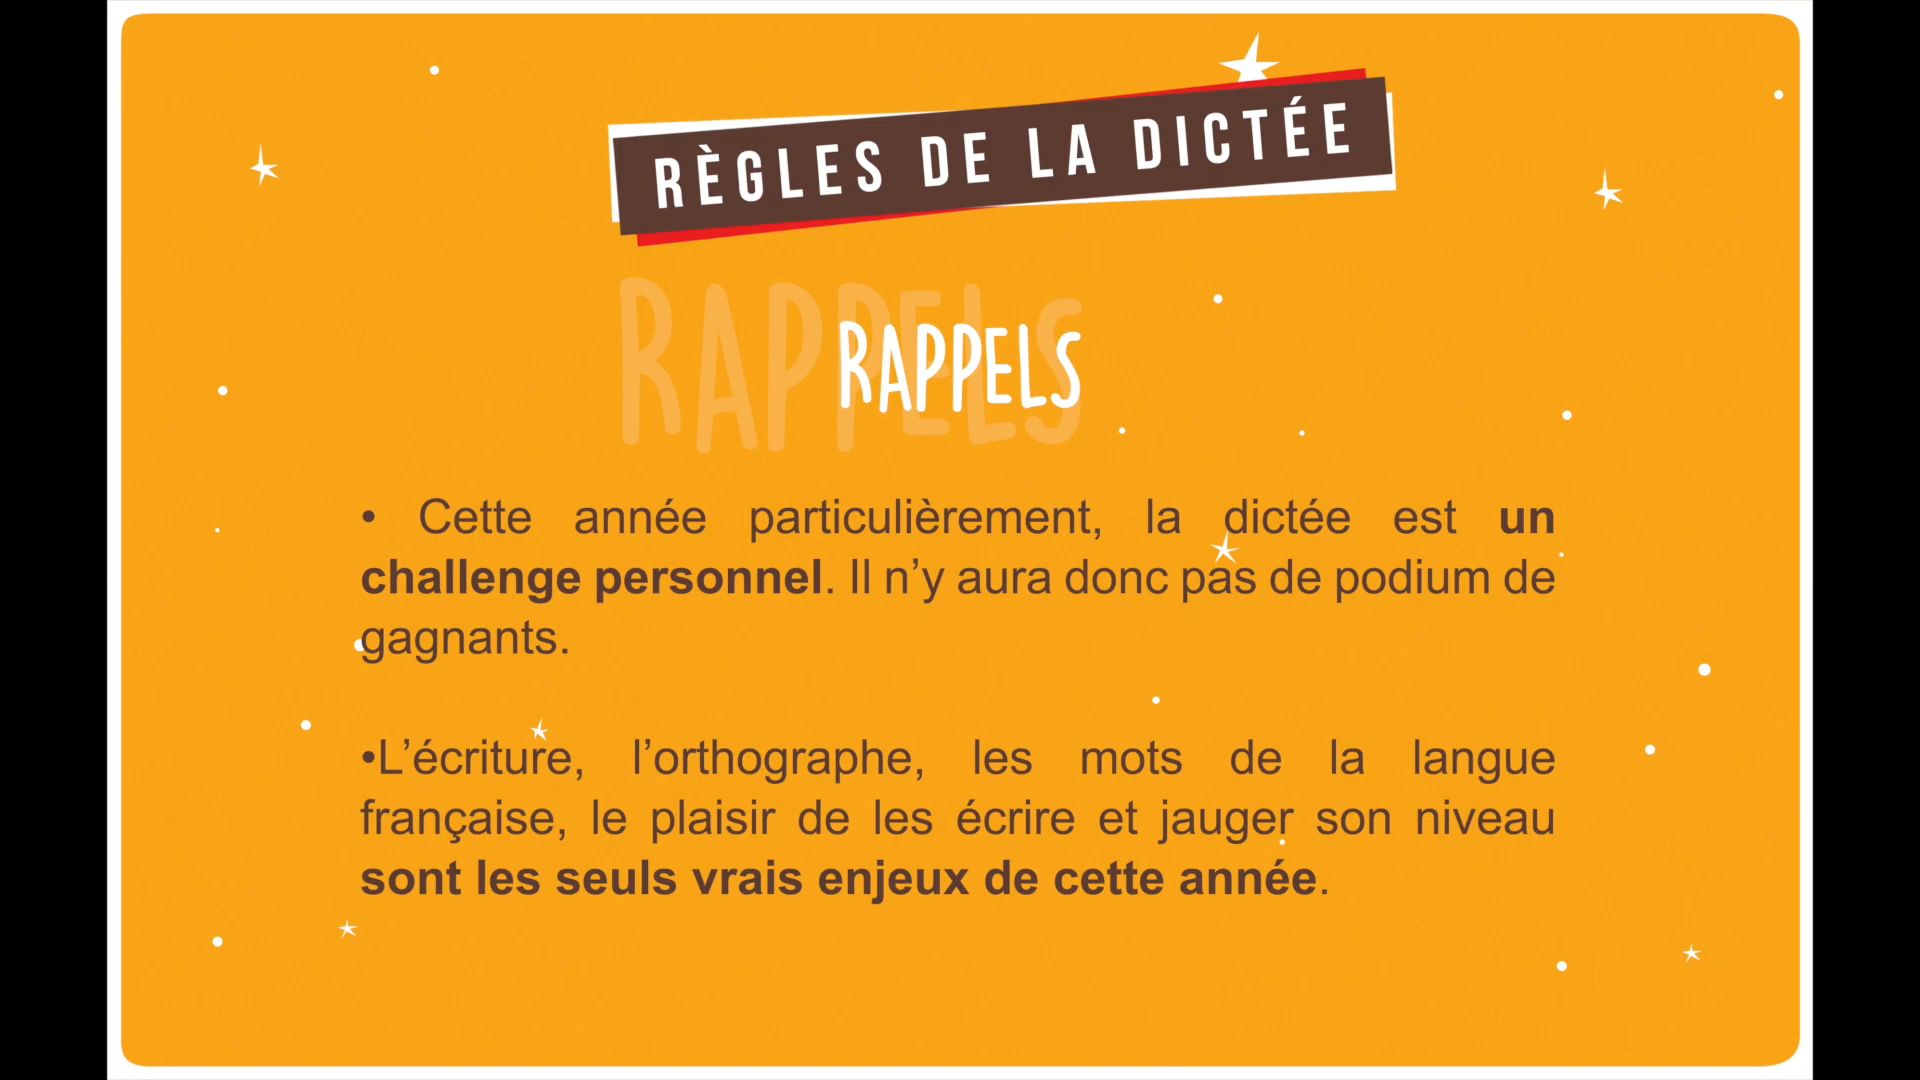 RÈGLES DE LA DICTÉE
RAPPELS
• Cette année particulièrement, la dictée est un
challenge personnel. Il n’y aura donc pas de podium de
gagnants.
•L’écriture, l’orthographe, les mots de la langue
française, le plaisir de les écrire et jauger son niveau
sont les seuls vrais enjeux de cette année.